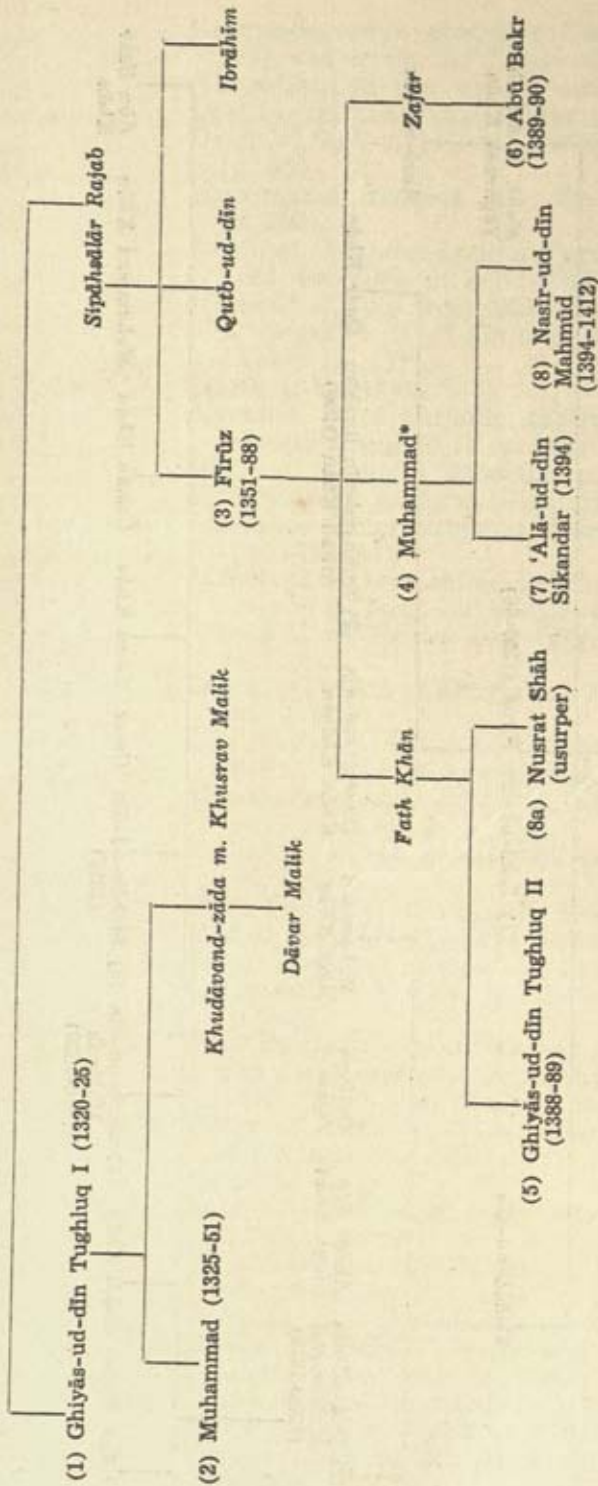 Sipāhsālār Rajab
(1) Ghiyās-ud-dīn Tughluq I (1320-25)
(2) Muhammad (1325-51)
Khudāvand-zāda m. Khusrav Malik
(3) Fīrūz
(1351-88)
Qutb-ud-dīn
Ibrāhīm
Dāvar Malik
Fath Khān
(4) Muhammad*
Zafar
(5) Ghiyās-ud-dīn Tughluq II
(1388-89)
(8a) Nusrat Shāh
(usurper)
(7) 'Alā-ud-dīn
Sikandar (1394)
(8) Nasīr-ud-dīn
Mahmūd
(1394-1412)
(6) Abū Bakr
(1389-90)